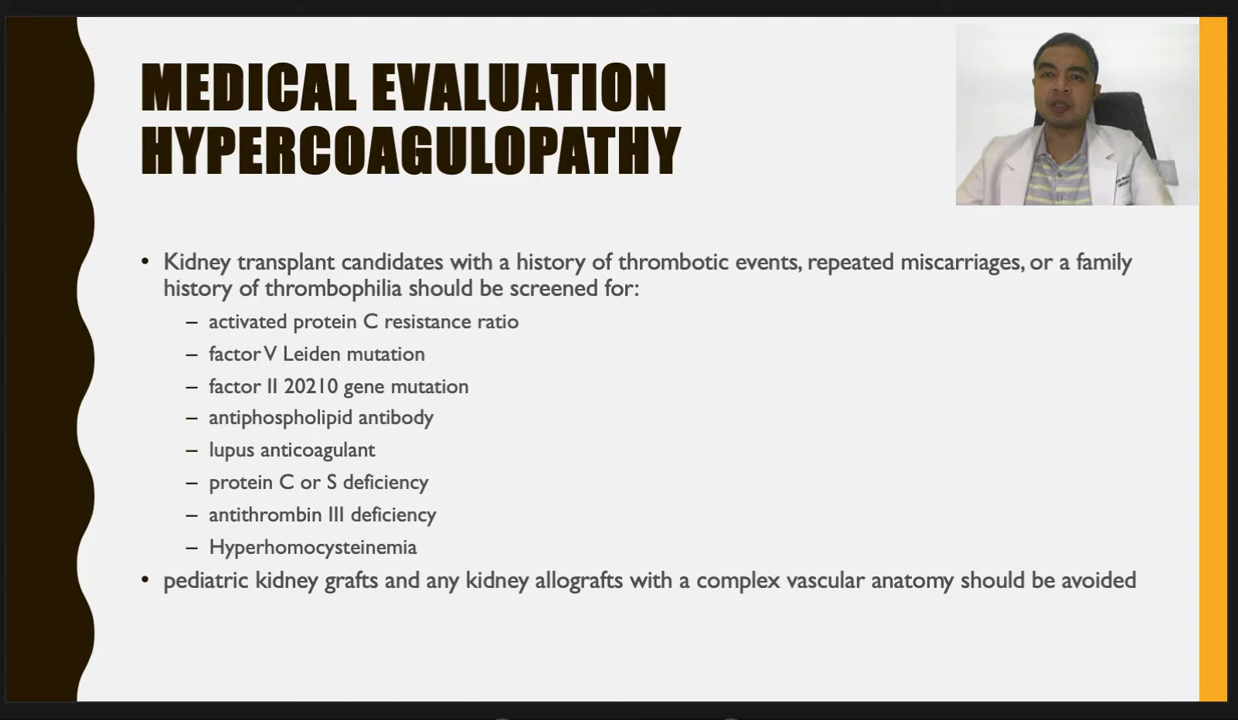 MEDICAL EVALUATION
HYPERCOAGULOPATHY
• Kidney transplant candidates with a history of thrombotic events, repeated miscarriages, or a family
history of thrombophilia should be screened for:
– activated protein C resistance ratio
– factor V Leiden mutation
– factor II 20210 gene mutation
– antiphospholipid antibody
– lupus anticoagulant
– protein C or S deficiency
– antithrombin III deficiency
– Hyperhomocysteinemia
• pediatric kidney grafts and any kidney allografts with a complex vascular anatomy should be avoided